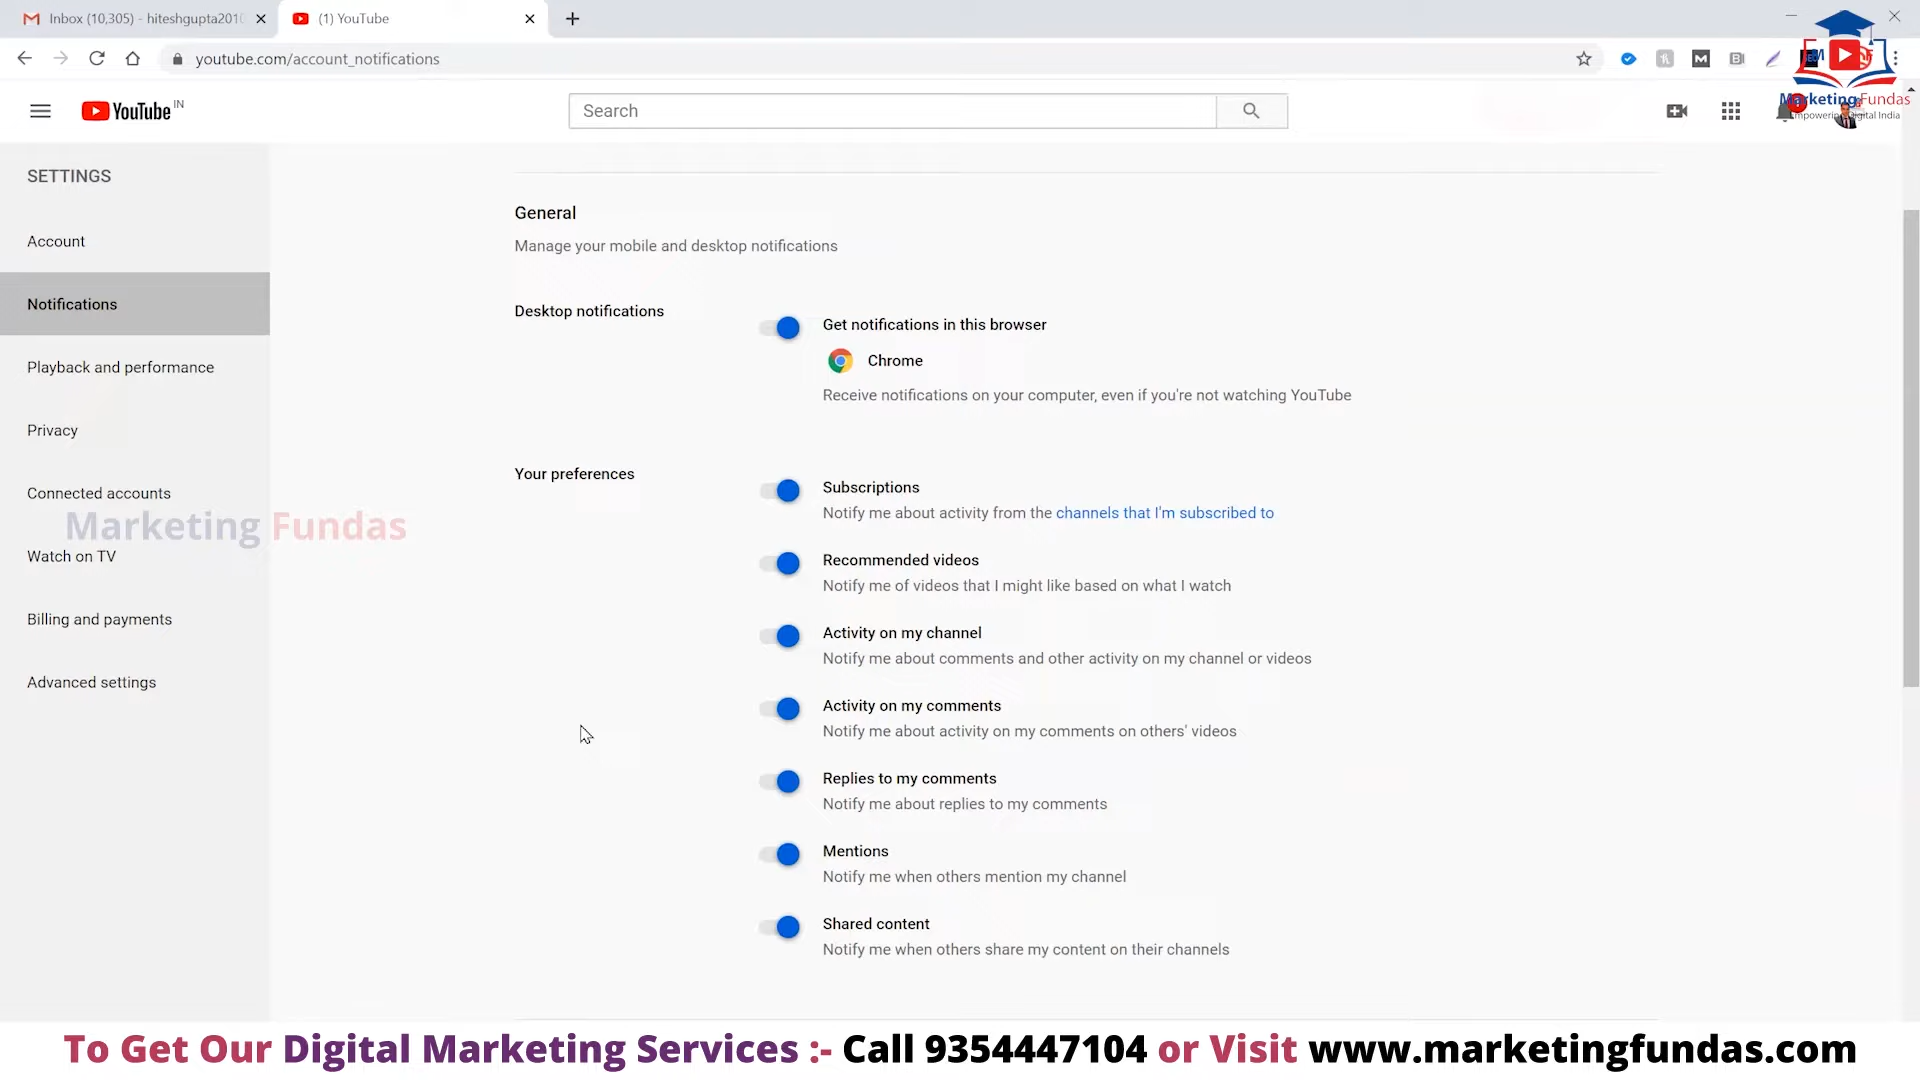 Inbox (10,305) - hiteshgupta201
(1) YouTube
youtube.com/account_notifications
YouTube IN
Search
Marketing Fundas
Empowering Digital India
SETTINGS
Account
Notifications
Playback and performance
Privacy
Connected accounts
Marketing Fundas
Watch on TV
Billing and payments
Advanced settings
General
Manage your mobile and desktop notifications
Desktop notifications
Get notifications in this browser
Chrome
Receive notifications on your computer, even if you're not watching YouTube
Your preferences
Subscriptions
Notify me about activity from the channels that I'm subscribed to
Recommended videos
Notify me of videos that I might like based on what I watch
Activity on my channel
Notify me about comments and other activity on my channel or videos
Activity on my comments
Notify me about activity on my comments on others' videos
Replies to my comments
Notify me about replies to my comments
Mentions
Notify me when others mention my channel
Shared content
Notify me when others share my content on their channels
To Get Our Digital Marketing Services :- Call 9354447104 or Visit www.marketingfundas.com